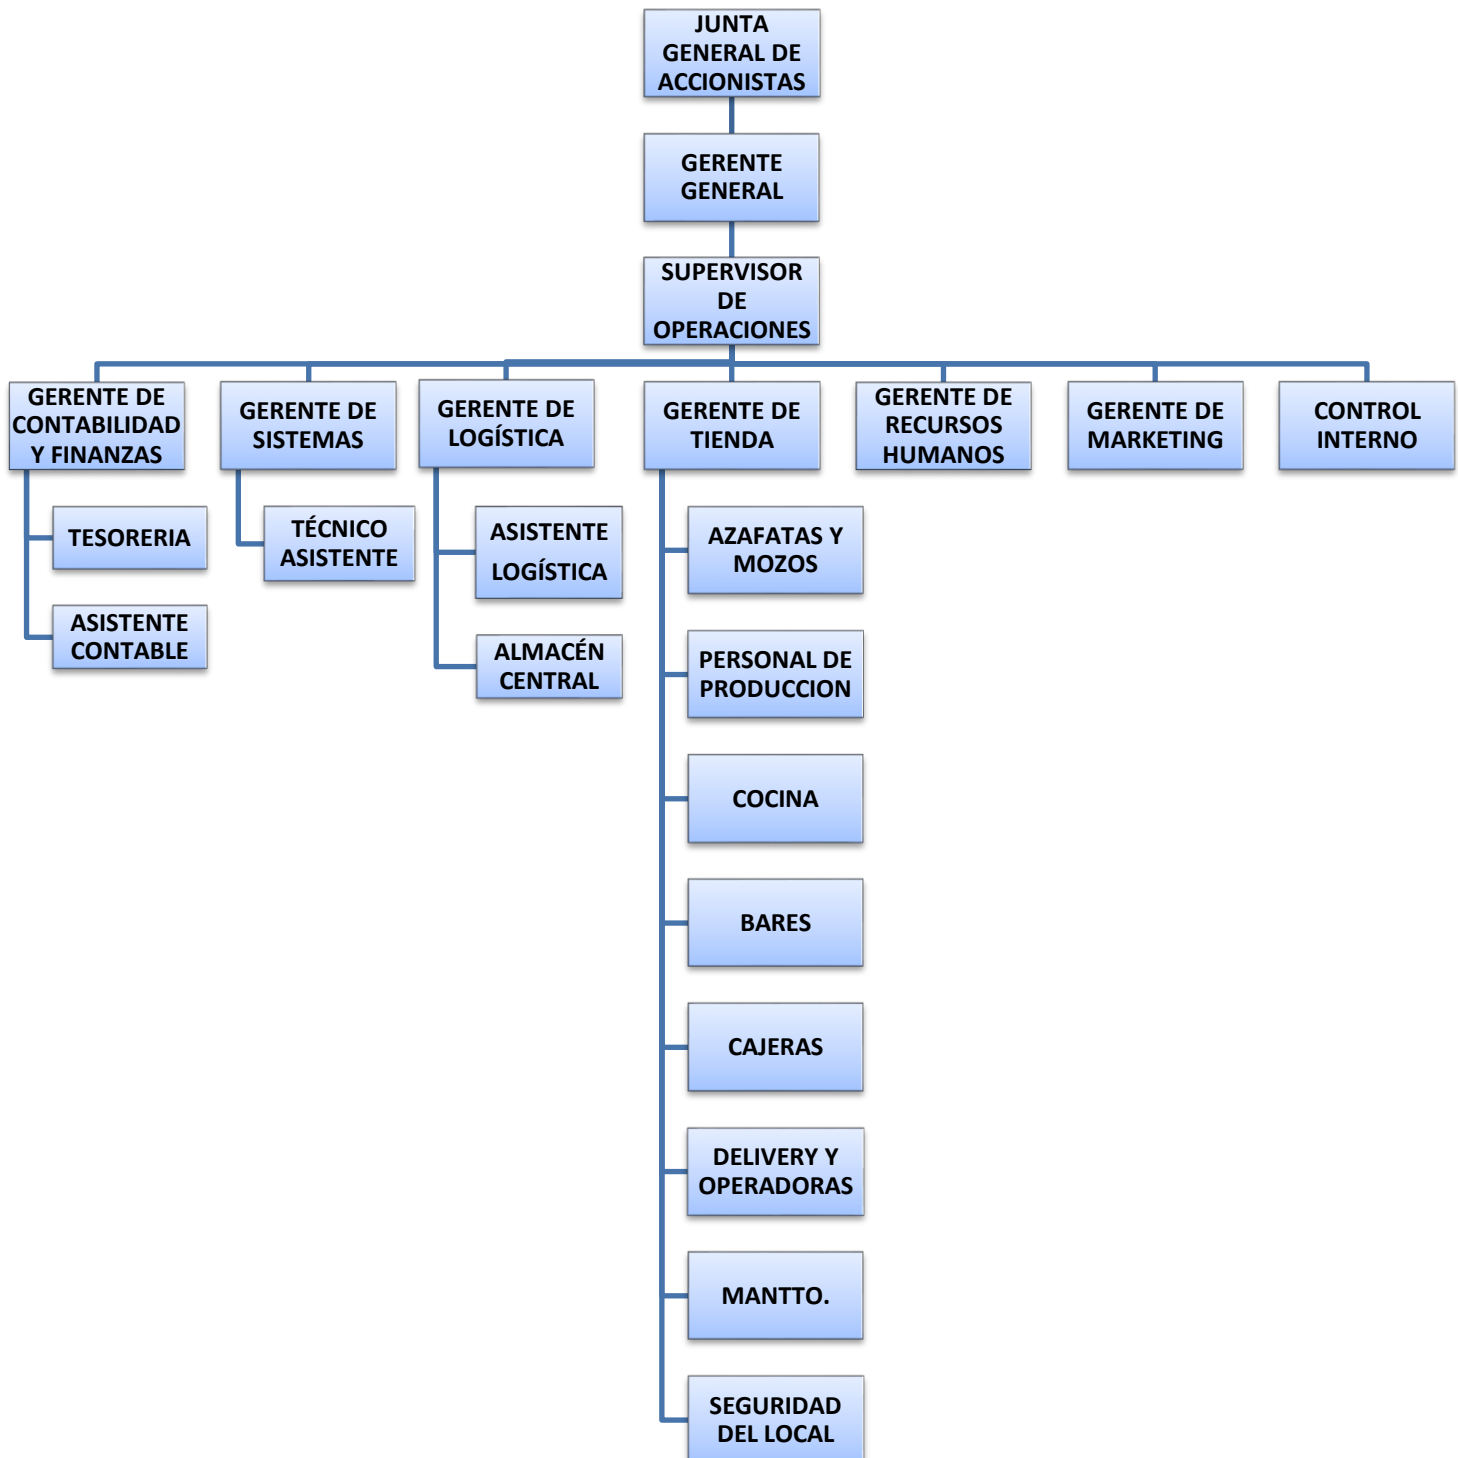 JUNTA
GENERAL DE
ACCIONISTAS
GERENTE
GENERAL
SUPERVISOR
DE
OPERACIONES
GERENTE DE
CONTABILIDAD
Y FINANZAS
GERENTE DE
SISTEMAS
GERENTE DE
LOGÍSTICA
GERENTE DE
TIENDA
GERENTE DE
RECURSOS
HUMANOS
GERENTE DE
MARKETING
CONTROL
INTERNO
TESORERIA
ASISTENTE
CONTABLE
TÉCNICO
ASISTENTE
ASISTENTE
LOGÍSTICA
ALMACÉN
CENTRAL
AZAFATAS Y
MOZOS
PERSONAL DE
PRODUCCION
COCINA
BARES
CAJERAS
DELIVERY Y
OPERADORAS
MANTTO.
SEGURIDAD
DEL LOCAL